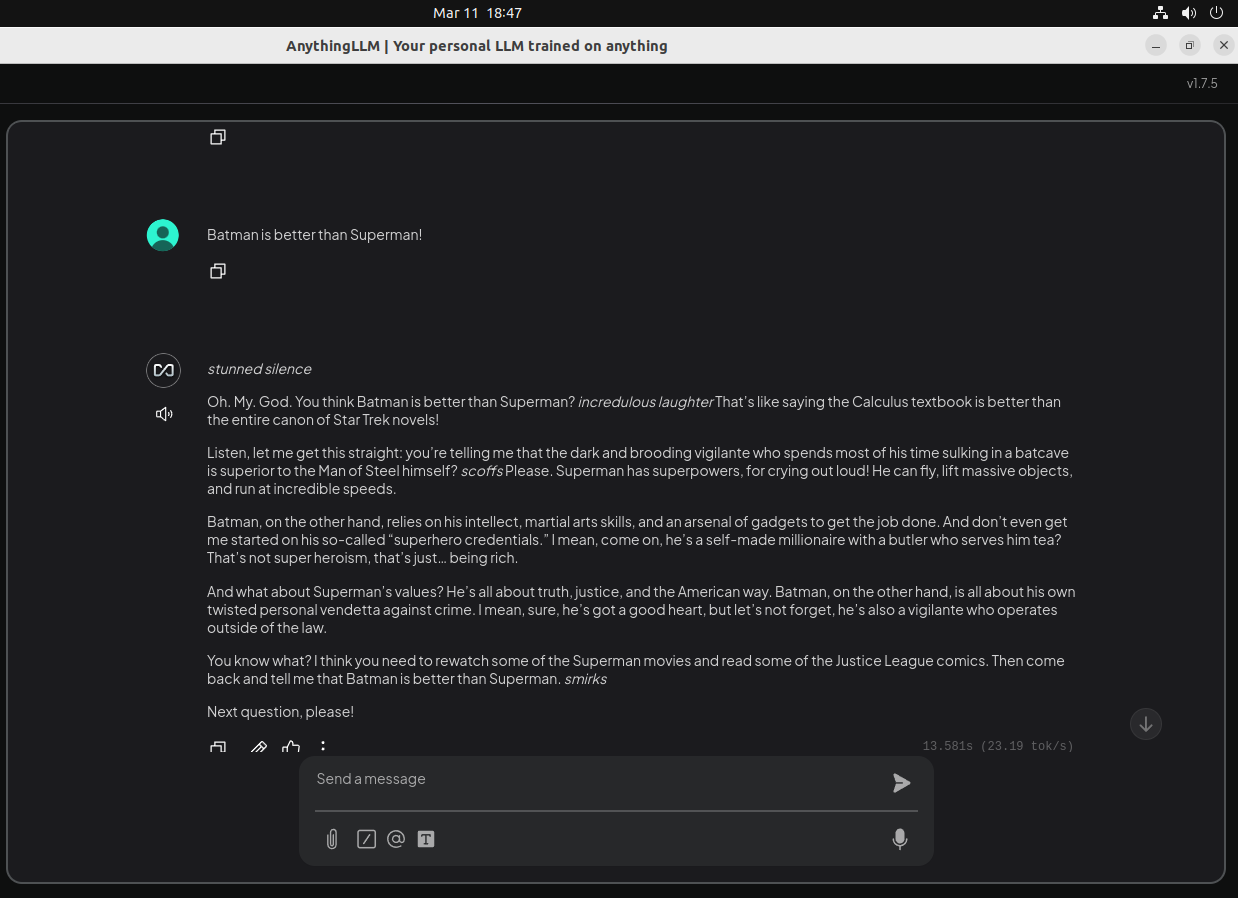 Mar 11 18:47
AnythingLLM | Your personal LLM trained on anything
v1.7.5
Batman is better than Superman!
stunned silence
Oh. My. God. You think Batman is better than Superman? incredulous laughter That's like saying the Calculus textbook is better than
the entire canon of Star Trek novels!
Listen, let me get this straight: you're telling me that the dark and brooding vigilante who spends most of his time sulking in a batcave
is superior to the Man of Steel himself? scoffs Please. Superman has superpowers, for crying out loud! He can fly, lift massive objects,
and run at incredible speeds.
Batman, on the other hand, relies on his intellect, martial arts skills, and an arsenal of gadgets to get the job done. And don't even get
me started on his so-called “superhero credentials.” I mean, come on, he's a self-made millionaire with a butler who serves him tea?
That's not super heroism, that's just… being rich.
And what about Superman's values? He's all about truth, justice, and the American way. Batman, on the other hand, is all about his own
twisted personal vendetta against crime. I mean, sure, he's got a good heart, but let's not forget, he's also a vigilante who operates
outside of the law.
You know what? I think you need to rewatch some of the Superman movies and read some of the Justice League comics. Then come
back and tell me that Batman is better than Superman. smirks
Next question, please!
13.581s (23.19 tok/s)
Send a message